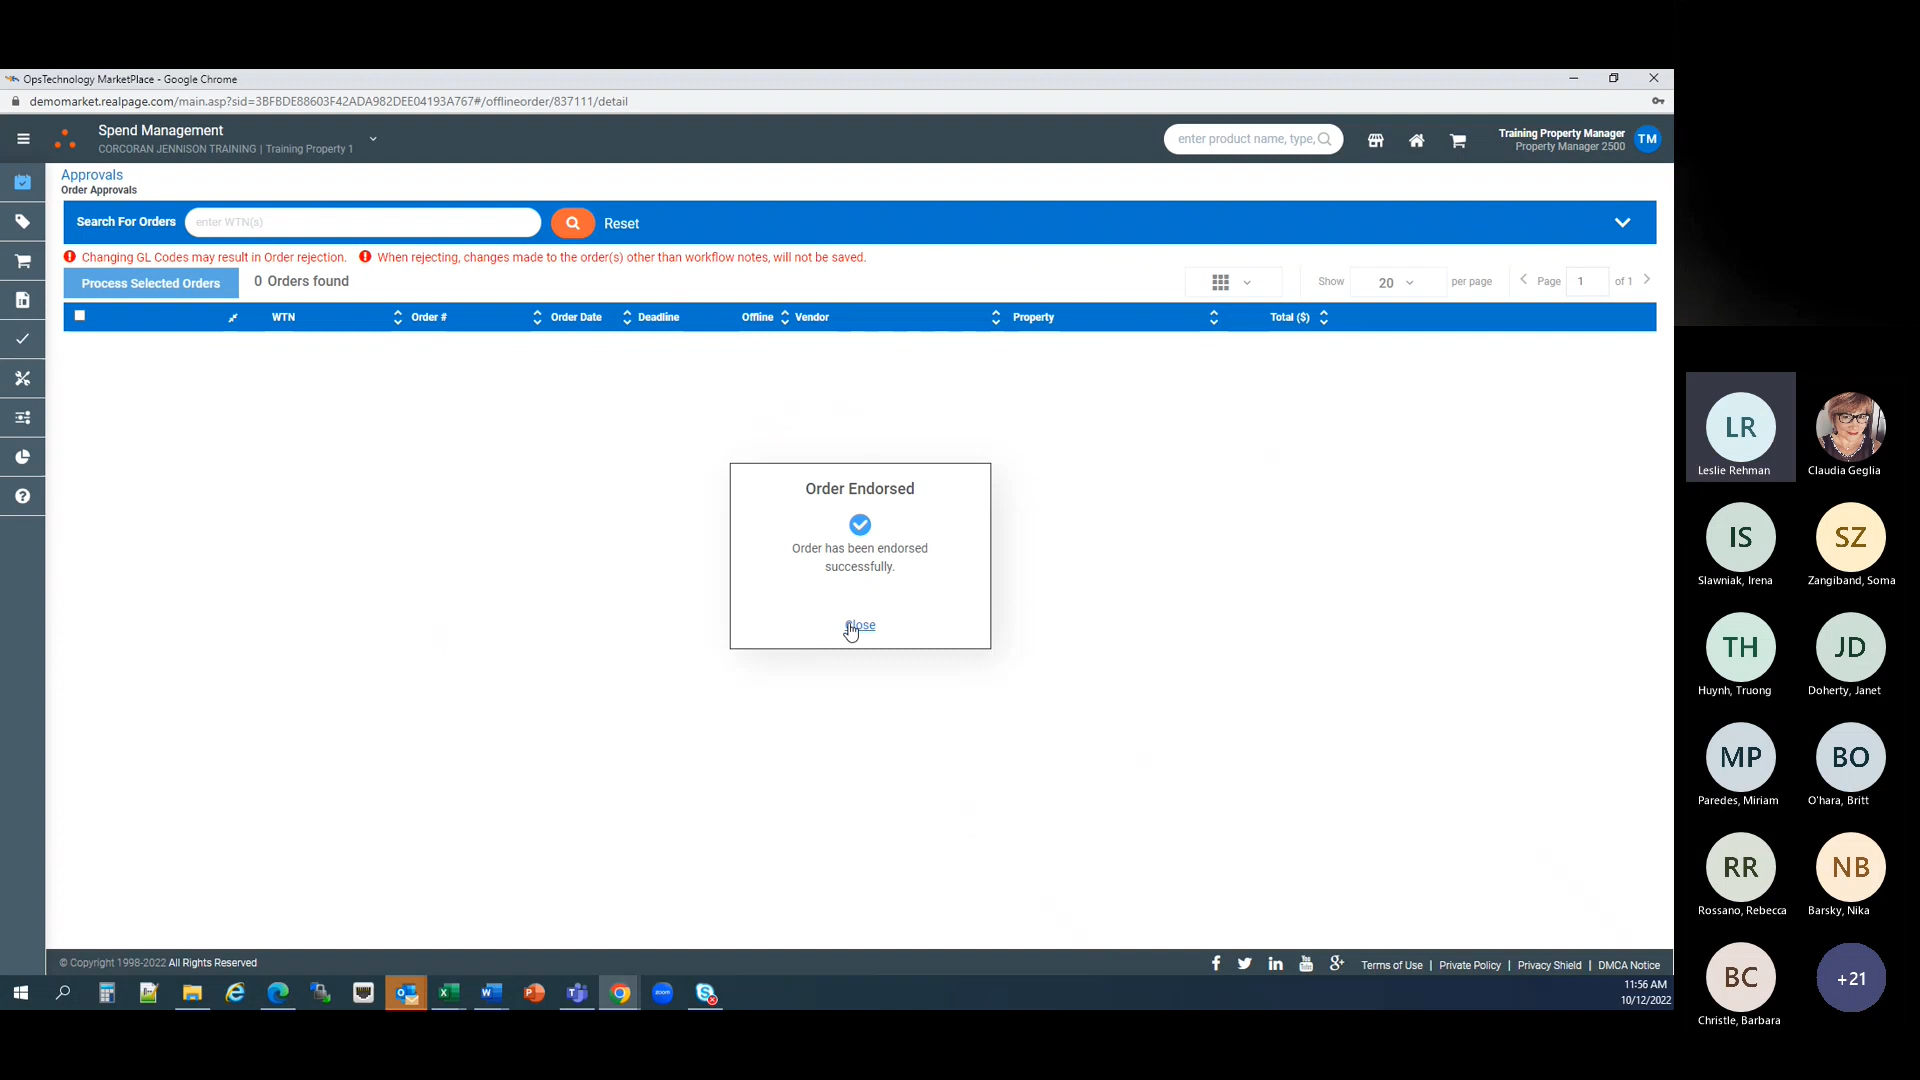 OpsTechnology MarketPlace - Google Chrome
demomarket.realpage.com/main.asp?sid=3BFBDE88603F42ADA982DEE04193A767#/offlineorder/837111/detail
Spend Management
CORCORAN JENNISON TRAINING | Training Property 1
enter product name, type,
Training Property Manager
Property Manager 2500
TM
Approvals
Order Approvals
Search For Orders
enter WTN(s)
Reset
Changing GL Codes may result in Order rejection.
When rejecting, changes made to the order(s) other than workflow notes, will not be saved.
Process Selected Orders
0 Orders found
Show
20
per page
Page
1
of 1
WTN
Order #
Order Date
Deadline
Offline
Vendor
Property
Total ($)
Order Endorsed
Order has been endorsed
successfully.
Close
© Copyright 1998-2022 All Rights Reserved
Terms of Use | Private Policy | Privacy Shield | DMCA Notice
11:56 AM
10/12/2022
LR
Leslie Rehman
Claudia Geglia
IS
Slawniak, Irena
SZ
Zangiband, Soma
TH
Huynh, Truong
JD
Doherty, Janet
MP
Paredes, Miriam
BO
O'hara, Britt
RR
Rossano, Rebecca
NB
Barsky, Nika
BC
Christle, Barbara
+21